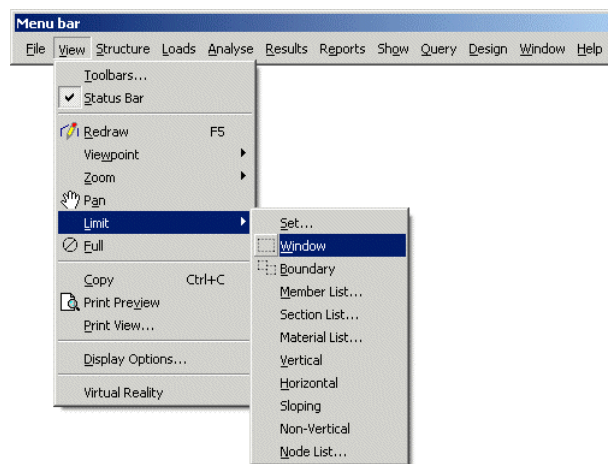 Menu bar
File View Structure Loads Analyse Results Reports Show Query Design Window Help
Toolbars...
Status Bar
Redraw F5
Viewpoint
Zoom
Pan
Limit
Full
Copy Ctrl+C
Print Preview
Print View...
Display Options...
Virtual Reality
Set...
Window
Boundary
Member List...
Section List...
Material List...
Vertical
Horizontal
Sloping
Non-Vertical
Node List...